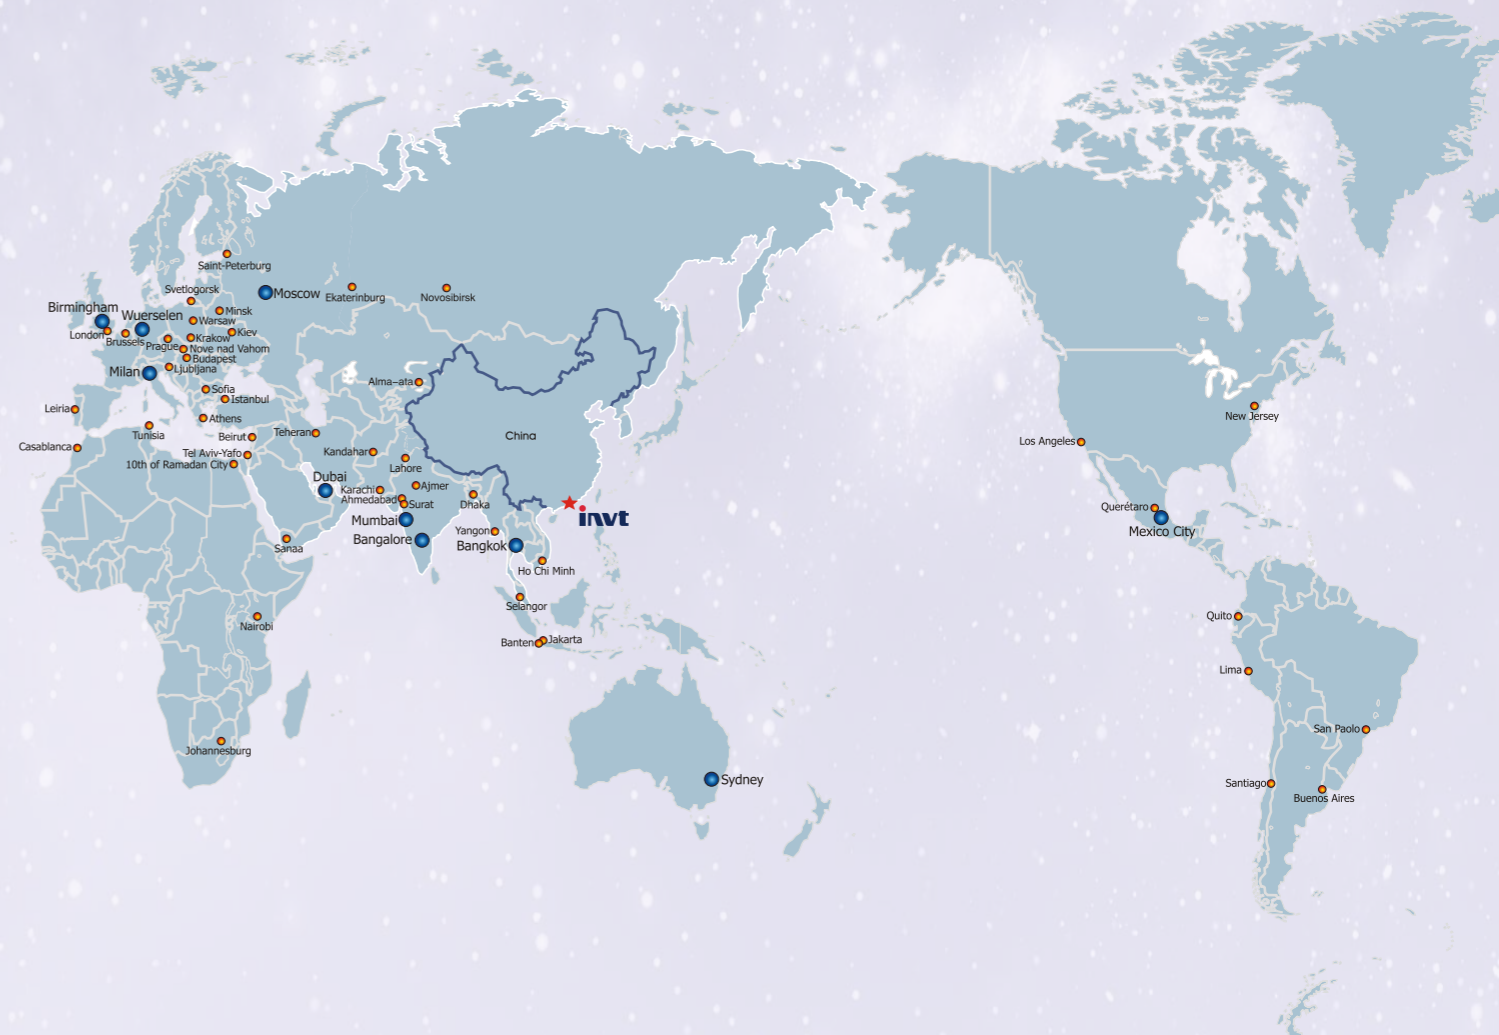 Saint-Peterburg
Svetlogorsk
Moscow
Ekaterinburg
Novosibirsk
Birmingham
Wuerselen
Minsk
Warsaw
London
Brussels
Prague
Krakow
Kiev
Nove nad Vahom
Budapest
Milan
Ljubljana
Alma-ata
Sofia
Istanbul
Leiria
Athens
Tunisia
Beirut
Teheran
China
Casablanca
Tel Aviv-Yafo
Kandahar
10th of Ramadan City
Lahore
Dubai
Karachi
Ajmer
Ahmedabad
Surat
Dhaka
Mumbai
invt
Bangalore
Yangon
Bangkok
Sanaa
Ho Chi Minh
Selangor
Nairobi
Banten
Jakarta
Johannesburg
Sydney
New Jersey
Los Angeles
Querétaro
Mexico City
Quito
Lima
San Paolo
Santiago
Buenos Aires